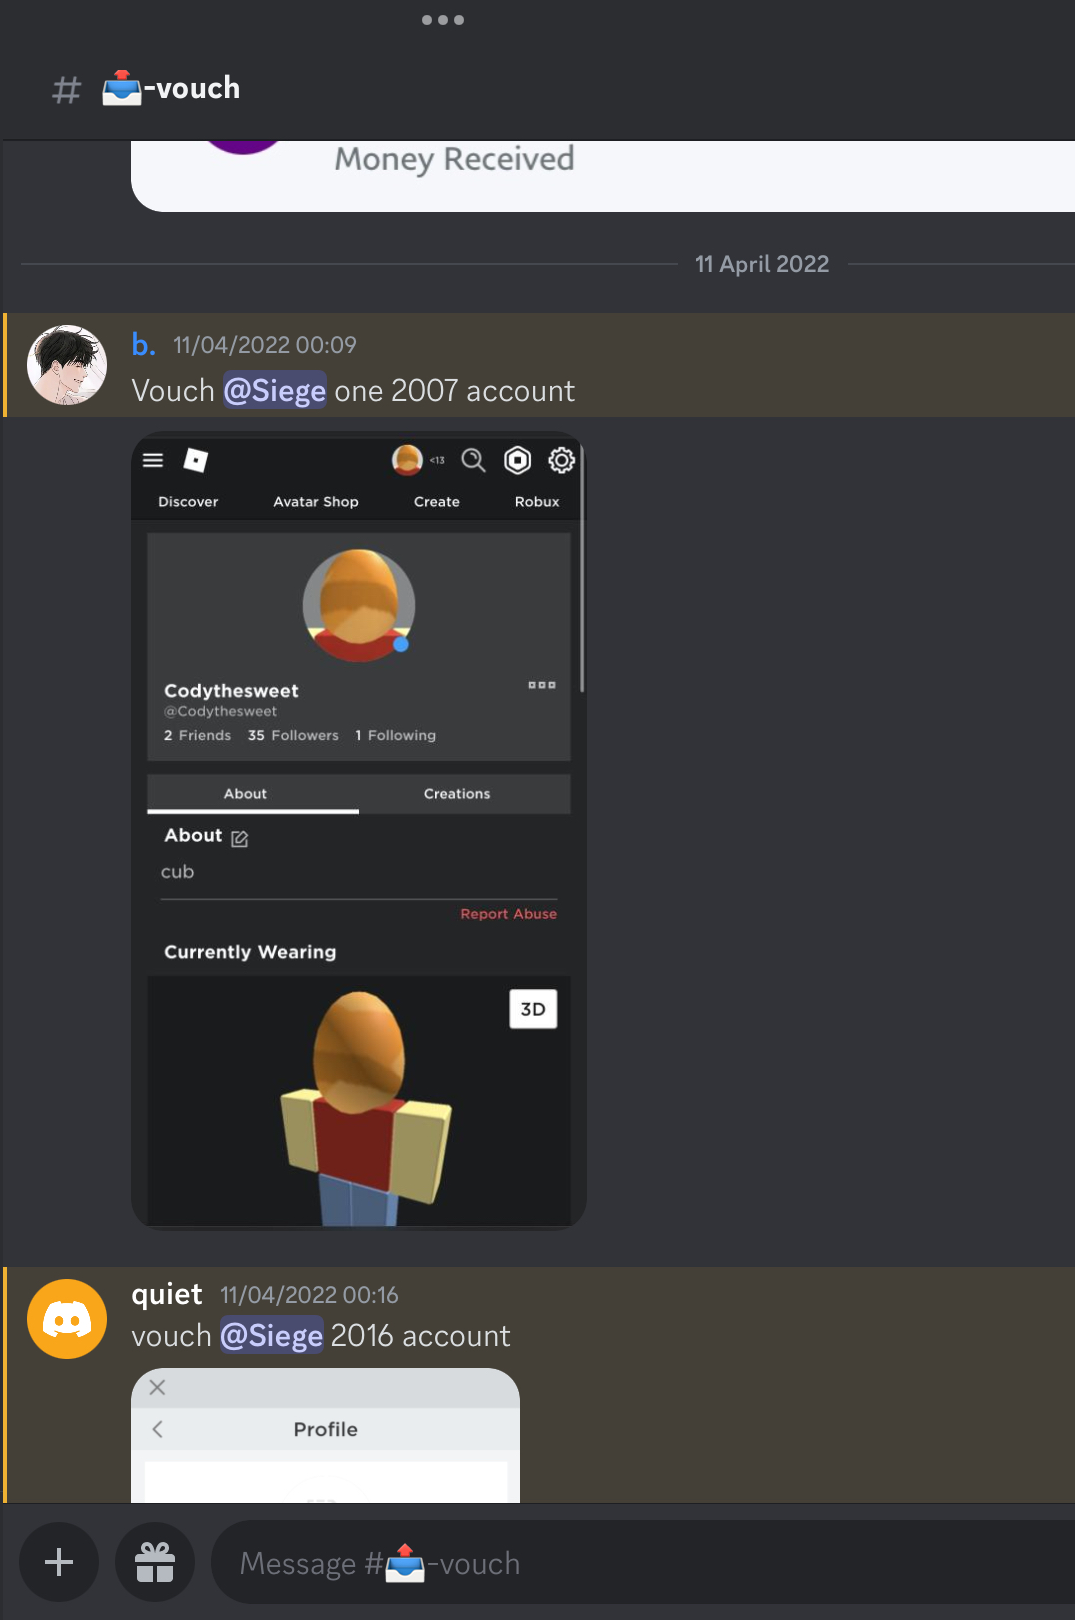 # 📤-vouch
Money Received
11 April 2022
b. 11/04/2022 00:09
Vouch @Siege one 2007 account
<13
Discover Avatar Shop Create Robux
Codythesweet
@Codythesweet
2 Friends 35 Followers 1 Following
About Creations
About
cub
Report Abuse
Currently Wearing
3D
quiet 11/04/2022 00:16
vouch @Siege 2016 account
Profile
Message #📤-vouch